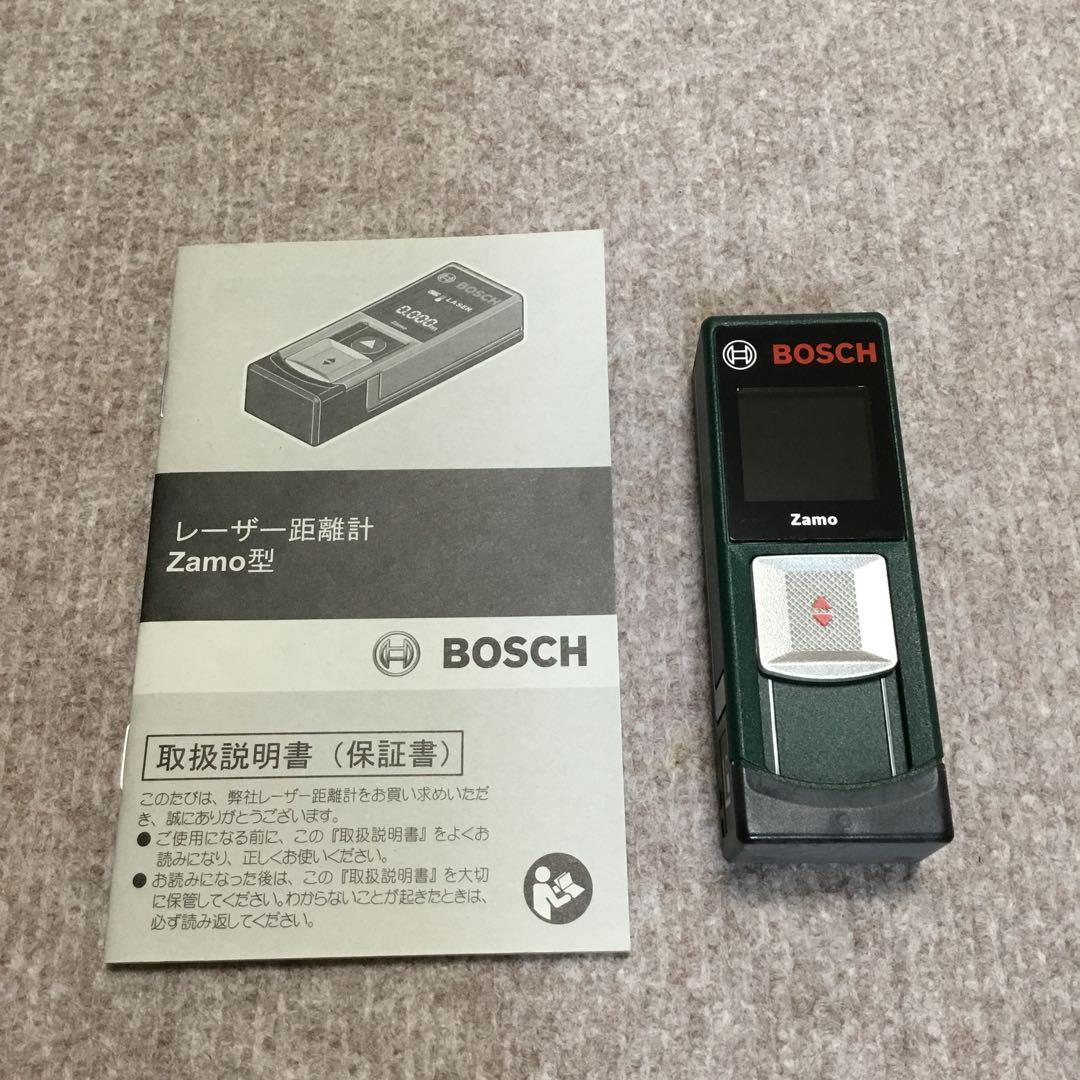 BOSCH
LASER
0.000m
Zamo
レーザー距離計
Zamo型
BOSCH
取扱説明書（保証書）
このたびは、弊社レーザー距離計をお買い求めいただ
き、誠にありがとうございます。
● ご使用になる前に、この『取扱説明書』をよくお
読みになり、正しくお使いください。
● お読みになった後は、この『取扱説明書』を大切
に保管してください。わからないことが起きたときは、
必ず読み返してください。
BOSCH
Zamo